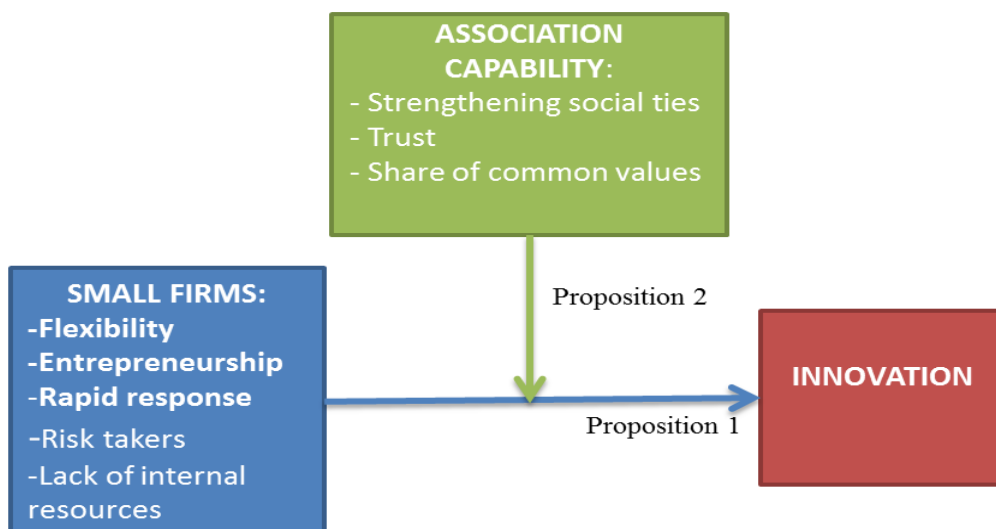 ASSOCIATION
CAPABILITY:
- Strengthening social ties
- Trust
- Share of common values
Proposition 2
SMALL FIRMS:
-Flexibility
-Entrepreneurship
-Rapid response
-Risk takers
-Lack of internal
resources
INNOVATION
Proposition 1